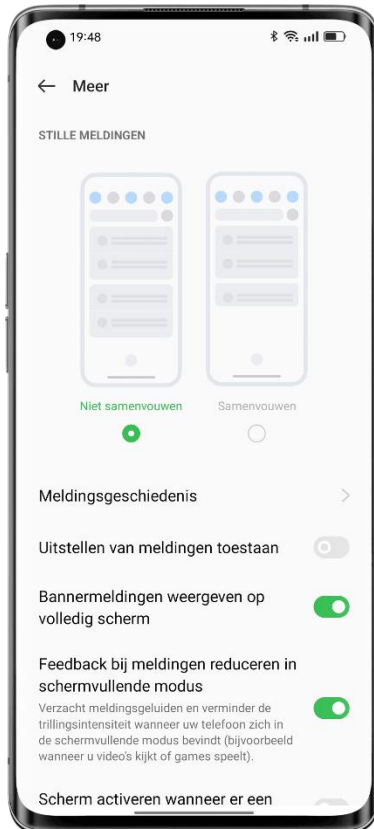 19:48
Meer
STILLE MELDINGEN
Niet samenvouwen
Samenvouwen
Meldingsgeschiedenis
Uitstellen van meldingen toestaan
Bannermeldingen weergeven op
volledig scherm
Feedback bij meldingen reduceren in
schermvullende modus
Verzacht meldingsgeluiden en verminder de
trillingsintensiteit wanneer uw telefoon zich in
de schermvullende modus bevindt (bijvoorbeeld
wanneer u video's kijkt of games speelt).
Scherm activeren wanneer er een